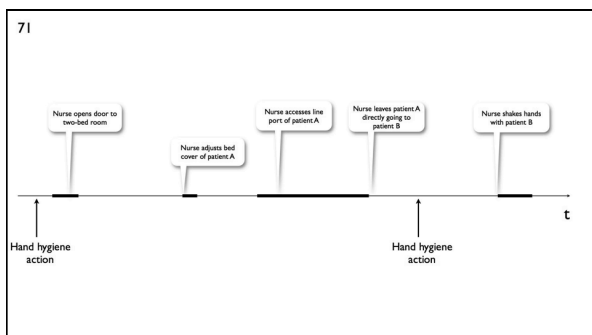 71
Nurse opens door to
two-bed room
Nurse adjusts bed
cover of patient A
Nurse accesses line
port of patient A
Nurse leaves patient A
directly going to
patient B
Nurse shakes hands
with patient B
t
Hand hygiene
action
Hand hygiene
action